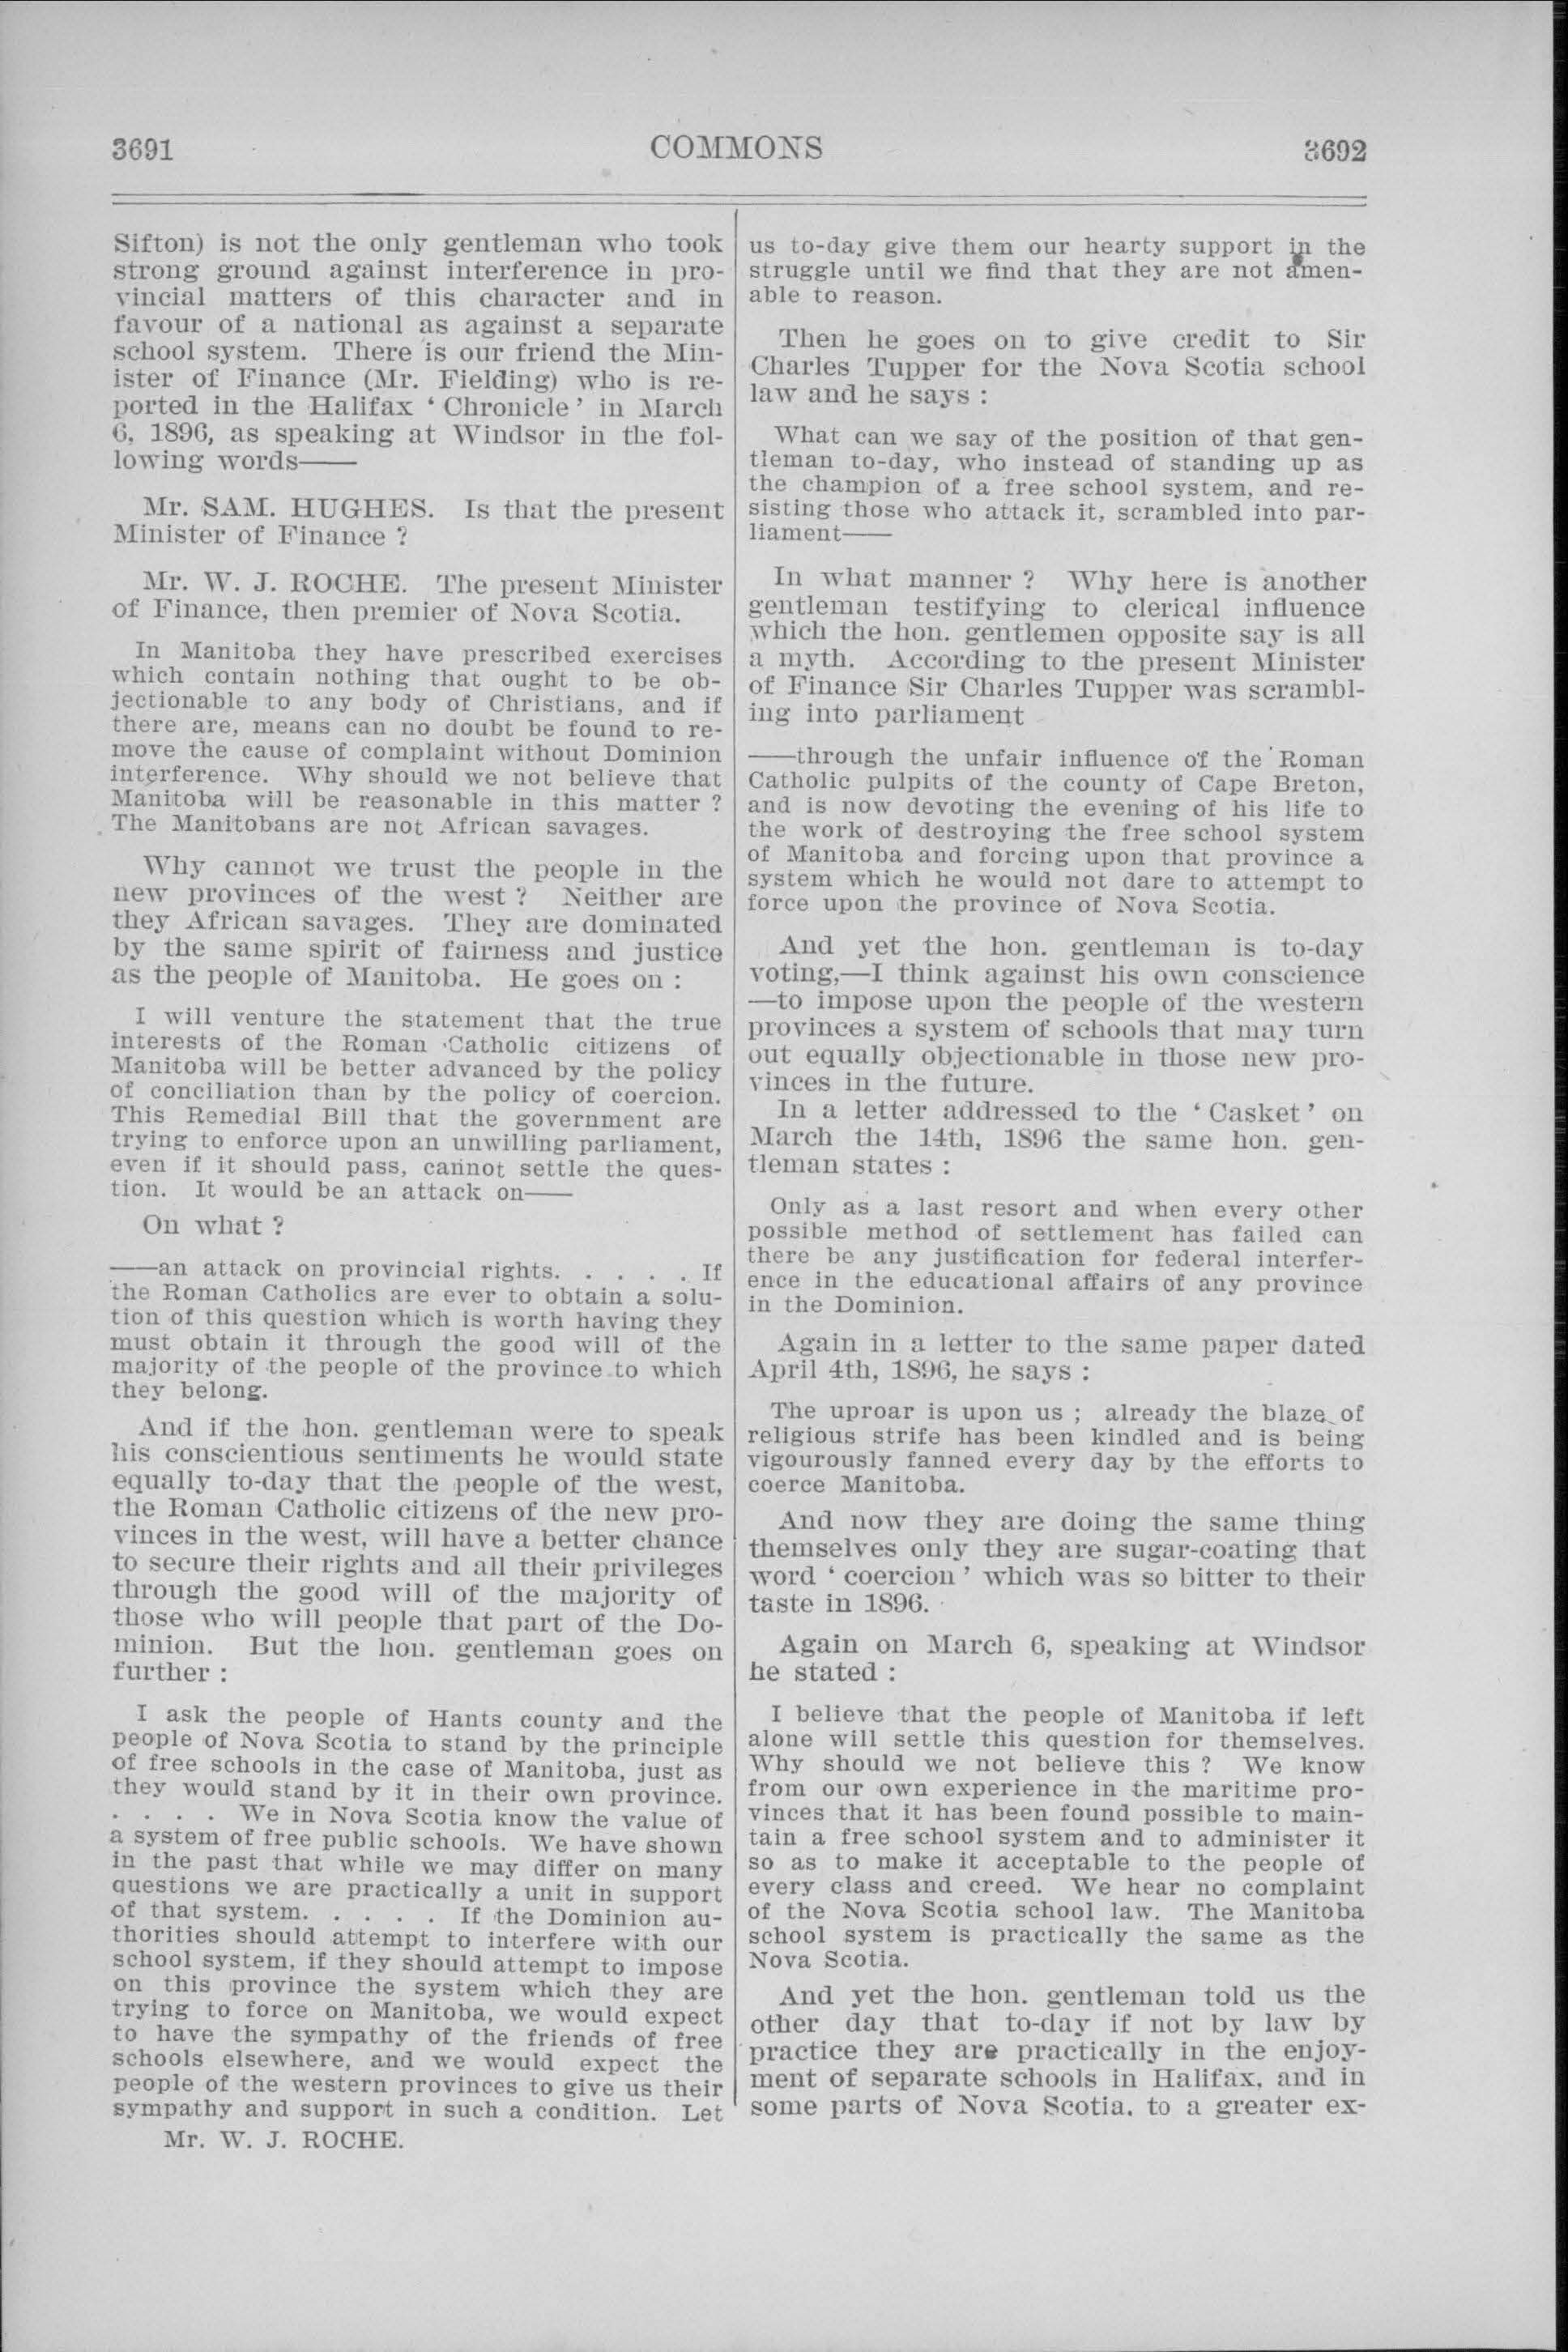 3691 COMMONS 3692
Sifton) is not the only gentleman who took
strong ground against interference in pro-
vincial matters of this character and in
favour of a national as against a separate
school system. There is our friend the Min-
ister of Finance (Mr. Fielding) who is re-
ported in the Halifax ‘ Chronicle ’ in March
6, 1896, as speaking at Windsor in the fol-
lowing words——
Mr. SAM. HUGHES. Is that the present
Minister of Finance ?
Mr. W. J. ROCHE. The present Minister
of Finance, then premier of Nova Scotia.
In Manitoba they have prescribed exercises
which contain nothing that ought to be ob-
jectionable to any body of Christians, and if
there are, means can no doubt be found to re-
move the cause of complaint without Dominion
interference. Why should we not believe that
Manitoba will be reasonable in this matter ?
The Manitobans are not African savages.
Why cannot we trust the people in the
new provinces of the west ? Neither are
they African savages. They are dominated
by the same spirit of fairness and justice
as the people of Manitoba. He goes on :
I will venture the statement that the true
interests of the Roman Catholic citizens of
Manitoba will be better advanced by the policy
of conciliation than by the policy of coercion.
This Remedial Bill that the government are
trying to enforce upon an unwilling parliament,
even if it should pass, cannot settle the ques-
tion. It would be an attack on——
On what ?
——an attack on provincial rights. . . . . . If
the Roman Catholics are ever to obtain a solu-
tion of this question which is worth having they
must obtain it through the good will of the
majority of the people of the province to which
they belong.
And if the hon. gentleman were to speak
his conscientious sentiments he would state
equally to-day that the people of the west,
the Roman Catholic citizens of the new pro-
vinces in the west, will have a better chance
to secure their rights and all their privileges
through the good will of the majority of
those who will people that part of the Do-
minion. But the hon. gentleman goes on
further :
I ask the people of Hants county and the
people of Nova Scotia to stand by the principle
of free schools in the case of Manitoba, just as
they would stand by it in their own province.
. . . . We in Nova Scotia know the value of
a system of free public schools. We have shown
in the past that while we may differ on many
questions we are practically a unit in support
of that system. . . . . . If the Dominion au-
thorities should attempt to interfere with our
school system, if they should attempt to impose
on this province the system which they are
trying to force on Manitoba, we would expect
to have the sympathy of the friends of free
schools elsewhere, and we would expect the
people of the western provinces to give us their
sympathy and support in such a condition. Let
Mr. W. J. ROCHE.
us to-day give them our hearty support in the
struggle until we find that they are not amen-
able to reason.
Then he goes on to give credit to Sir
Charles Tupper for the Nova Scotia school
law and he says :
What can we say of the position of that gen-
tleman to-day, who instead of standing up as
the champion of a free school system, and re-
sisting those who attack it, scrambled into par-
liament——
In what manner ? Why here is another
gentleman testifying to clerical influence
which the hon. gentlemen opposite say is all
a myth. According to the present Minister
of Finance Sir Charles Tupper was scrambl-
ing into parliament
——through the unfair influence of the Roman
Catholic pulpits of the county of Cape Breton,
and is now devoting the evening of his life to
the work of destroying the free school system
of Manitoba and forcing upon that province a
system which he would not dare to attempt to
force upon the province of Nova Scotia.
And yet the hon. gentleman is to-day
voting,—I think against his own conscience
—to impose upon the people of the western
provinces a system of schools that may turn
out equally objectionable in those new pro-
vinces in the future.
In a letter addressed to the ‘ Casket ’ on
March the 14th, 1896 the same hon. gen-
tleman states :
Only as a last resort and when every other
possible method of settlement has failed can
there be any justification for federal interfer-
ence in the educational affairs of any province
in the Dominion.
Again in a letter to the same paper dated
April 4th, 1896, he says :
The uproar is upon us ; already the blaze of
religious strife has been kindled and is being
vigourously fanned every day by the efforts to
coerce Manitoba.
And now they are doing the same thing
themselves only they are sugar-coating that
word ‘ coercion ’ which was so bitter to their
taste in 1896.
Again on March 6, speaking at Windsor
he stated :
I believe that the people of Manitoba if left
alone will settle this question for themselves.
Why should we not believe this ? We know
from our own experience in the maritime pro-
vinces that it has been found possible to main-
tain a free school system and to administer it
so as to make it acceptable to the people of
every class and creed. We hear no complaint
of the Nova Scotia school law. The Manitoba
school system is practically the same as the
Nova Scotia.
And yet the hon. gentleman told us the
other day that to-day if not by law by
practice they are practically in the enjoy-
ment of separate schools in Halifax, and in
some parts of Nova Scotia, to a greater ex-